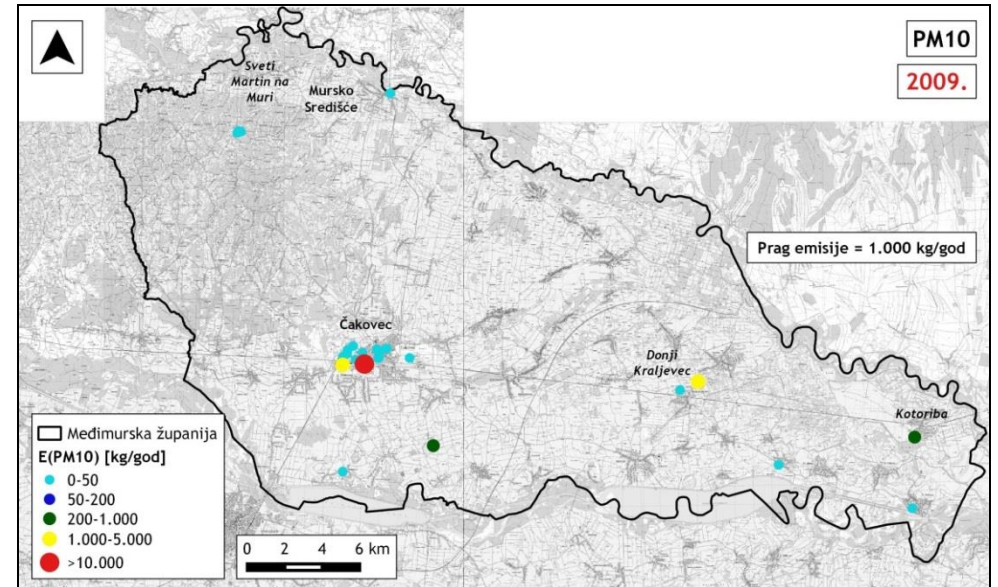 PM10
2009.
Sveti
Martin na
Muri
Mursko
Središće
Prag emisije = 1.000 kg/god
Čakovec
Donji
Kraljevec
Kotoriba
Međimurska županija
E(PM10) [kg/god]
0-50
50-200
200-1.000
1.000-5.000
>10.000
0 2 4 6 km